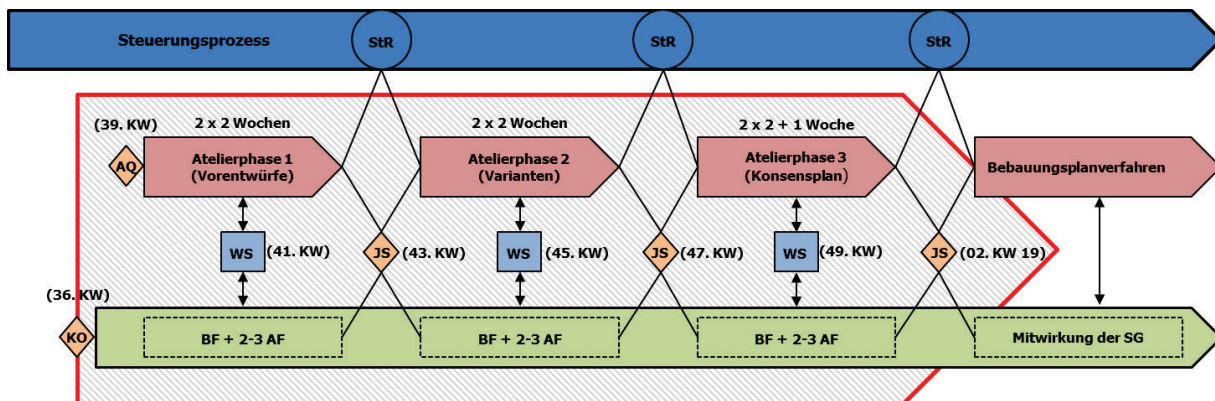 Steuerungsprozess
StR
StR
StR
(39. KW)
2 x 2 Wochen
2 x 2 Wochen
2 x 2 + 1 Woche
AQ
Atelierphase 1
(Vorentwürfe)
Atelierphase 2
(Varianten)
Atelierphase 3
(Konsensplan)
Bebauungsplanverfahren
WS
(41. KW)
JS
(43. KW)
WS
(45. KW)
JS
(47. KW)
WS
(49. KW)
JS
(02. KW 19)
(36. KW)
KO
BF + 2-3 AF
BF + 2-3 AF
BF + 2-3 AF
Mitwirkung der SG